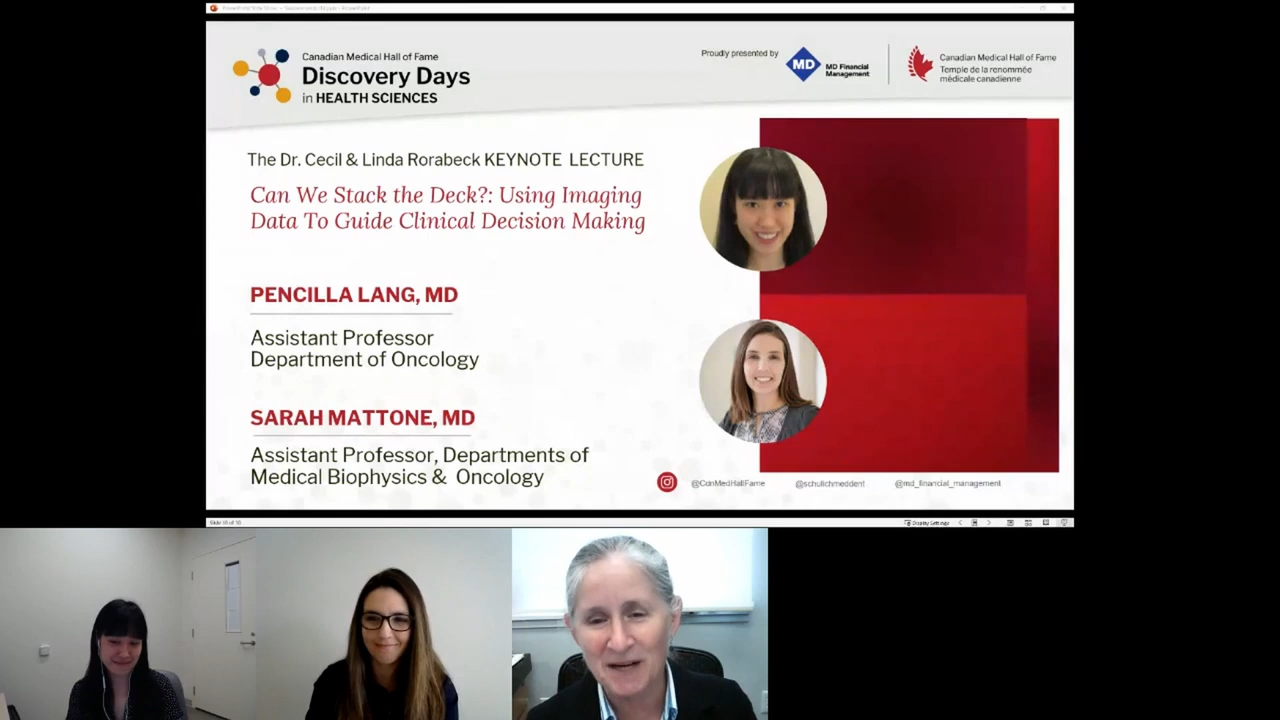 Canadian Medical Hall of Fame
Discovery Days
in HEALTH SCIENCES
Proudly presented by
MD
MD Financial
Management
Canadian Medical Hall of Fame
Temple de la renommée
médicale canadienne
The Dr. Cecil & Linda Rorabeck KEYNOTE LECTURE
Can We Stack the Deck?: Using Imaging
Data To Guide Clinical Decision Making
PENCILLA LANG, MD
Assistant Professor
Department of Oncology
SARAH MATTONE, MD
Assistant Professor, Departments of
Medical Biophysics & Oncology
@CdnMedHallFame
@schulichmeddent
@md_financial_management
Display Settings